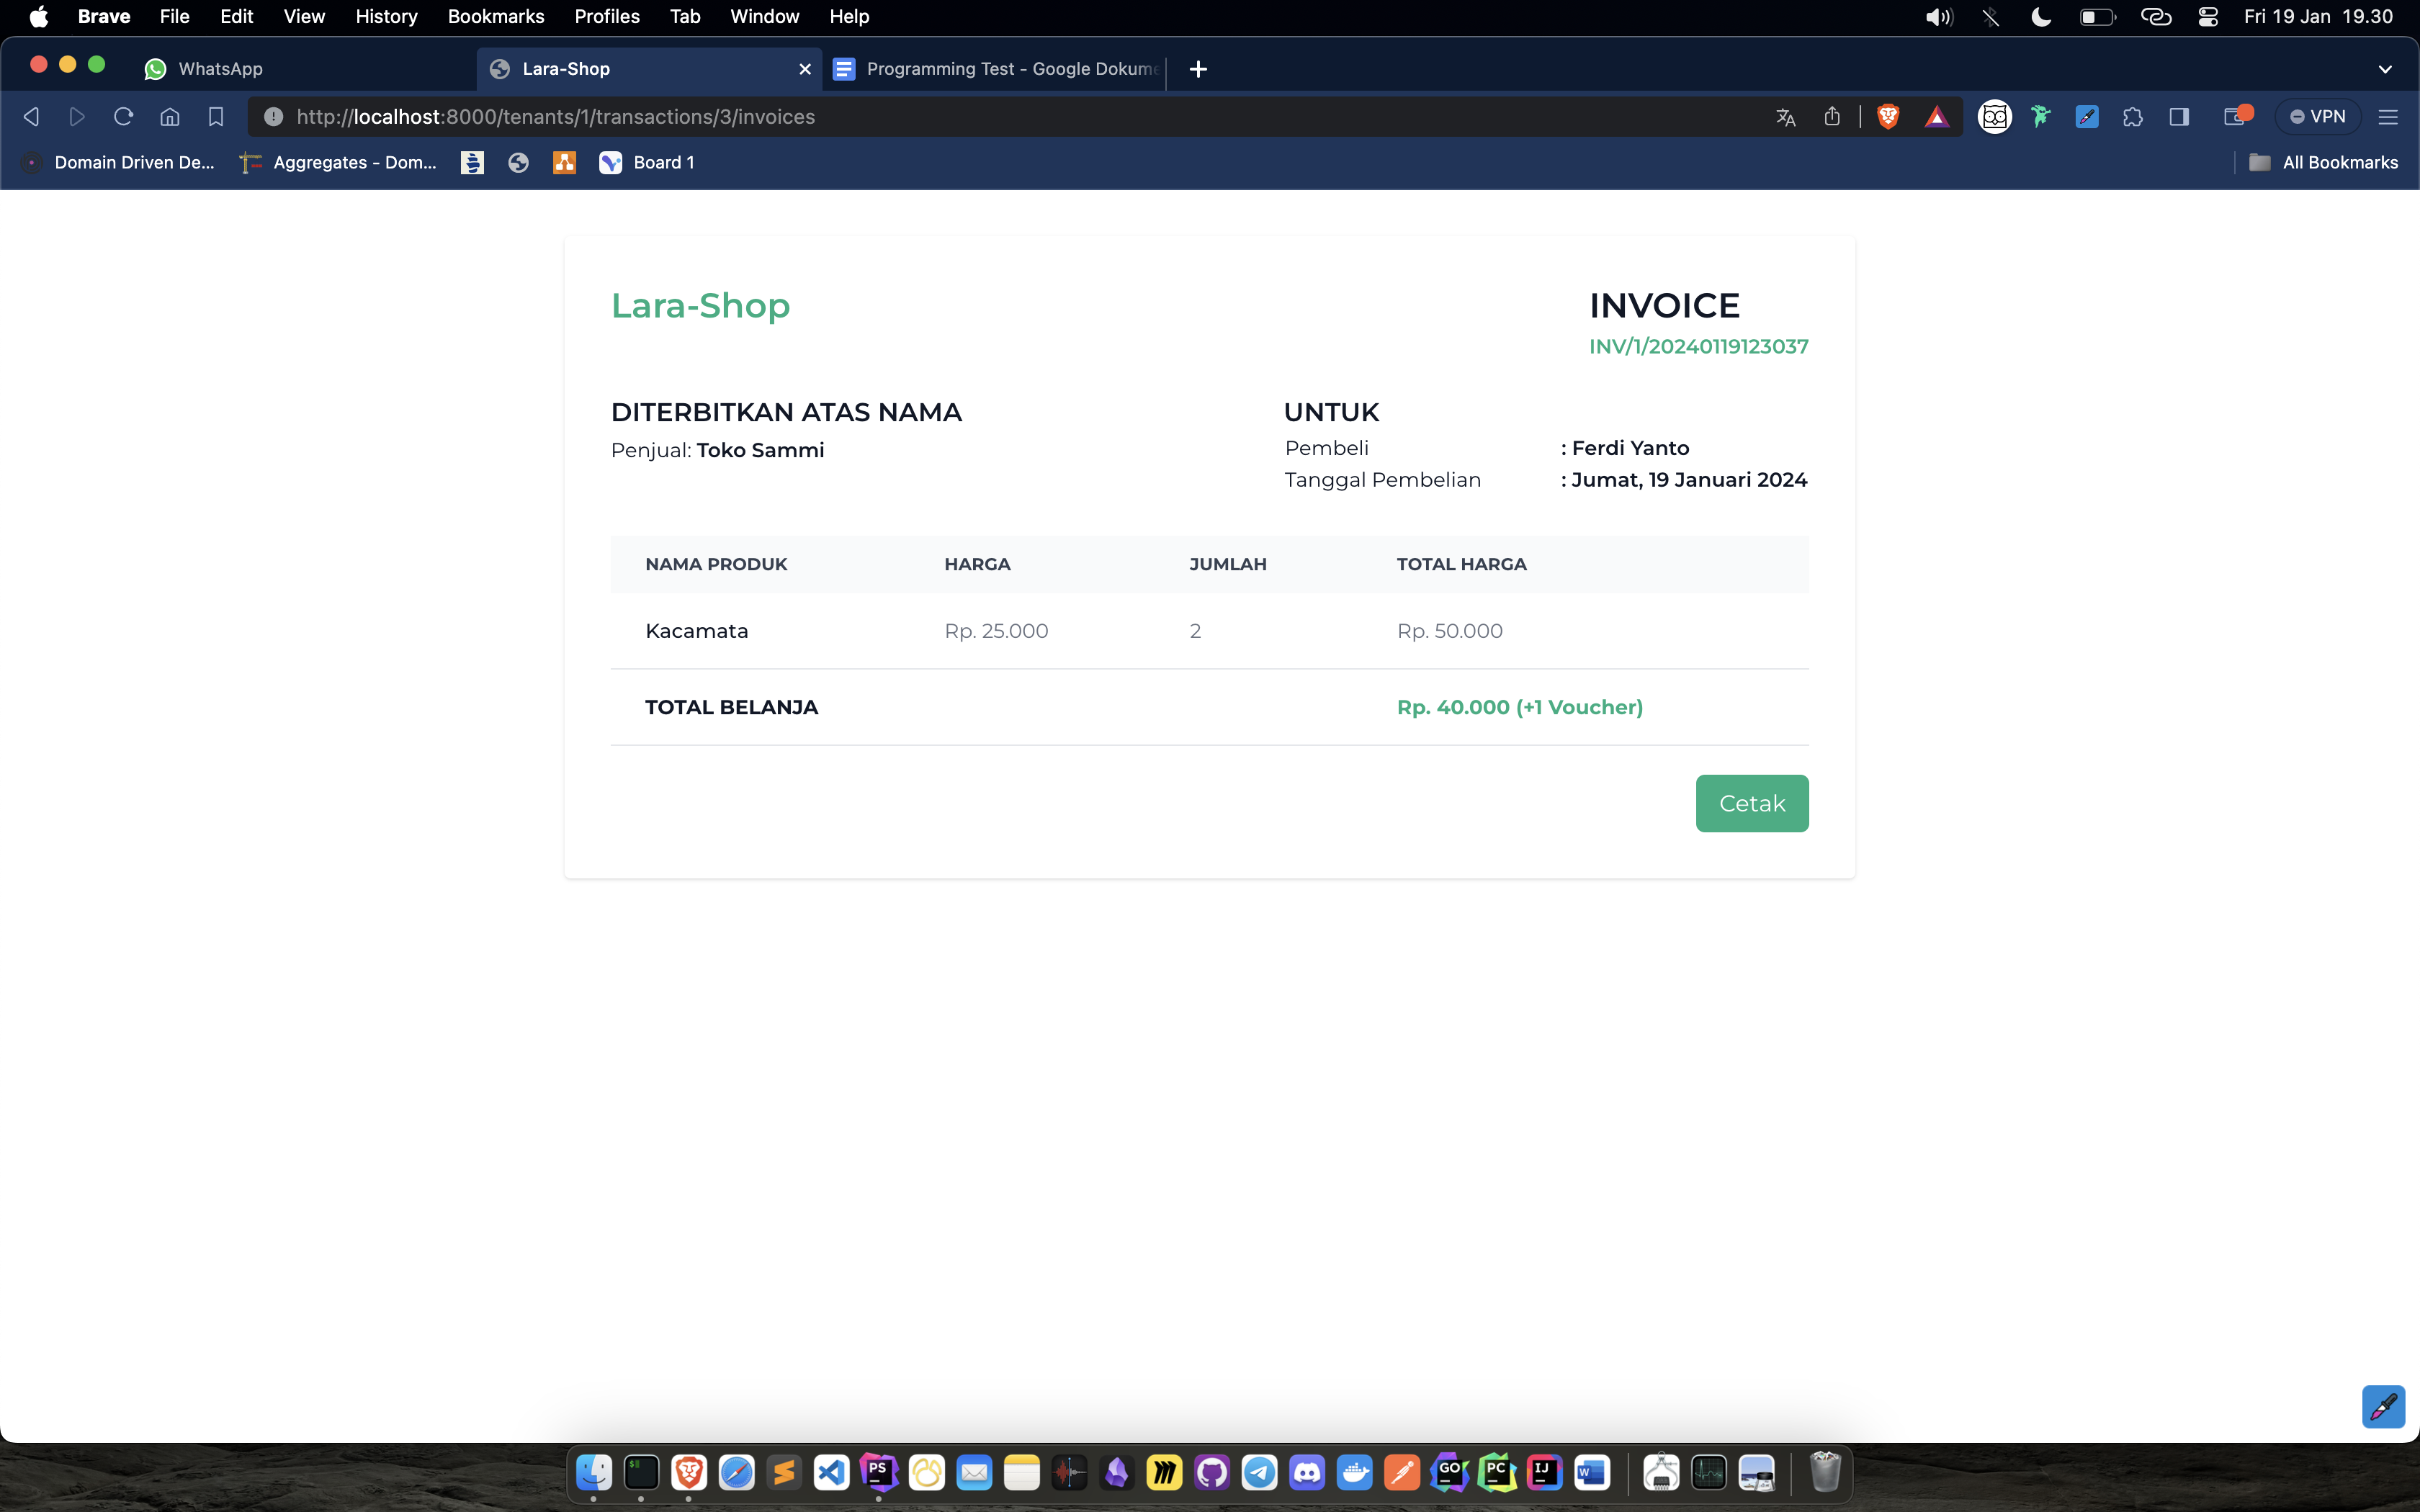 Brave File Edit View History Bookmarks Profiles Tab Window Help Fri 19 Jan 19.30
WhatsApp Lara-Shop Programming Test - Google Dokume
http://localhost:8000/tenants/1/transactions/3/invoices VPN
Domain Driven De... Aggregates - Dom... Board 1 All Bookmarks
Lara-Shop INVOICE
INV/1/20240119123037
DITERBITKAN ATAS NAMA UNTUK
Penjual: Toko Sammi Pembeli : Ferdi Yanto
Tanggal Pembelian : Jumat, 19 Januari 2024
NAMA PRODUK HARGA JUMLAH TOTAL HARGA
Kacamata Rp. 25.000 2 Rp. 50.000
TOTAL BELANJA Rp. 40.000 (+1 Voucher)
Cetak
$ PS GO PC IJ W